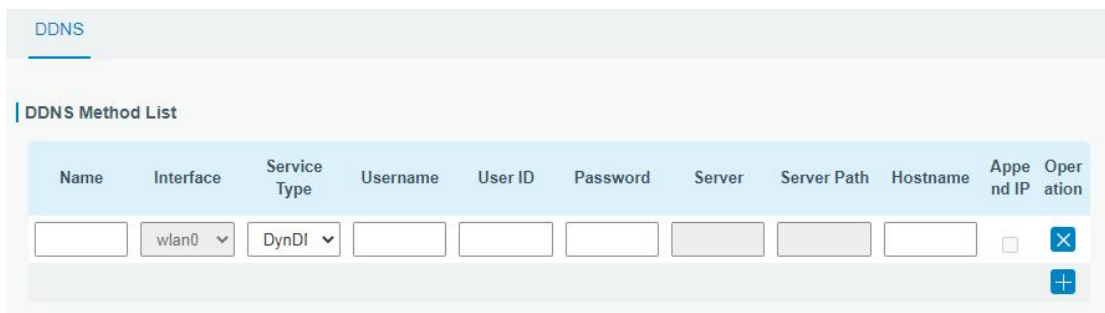 DDNS
DDNS Method List
Name Interface Service Type Username User ID Password Server Server Path Hostname Appe nd IP Oper ation
wlan0 DynDI